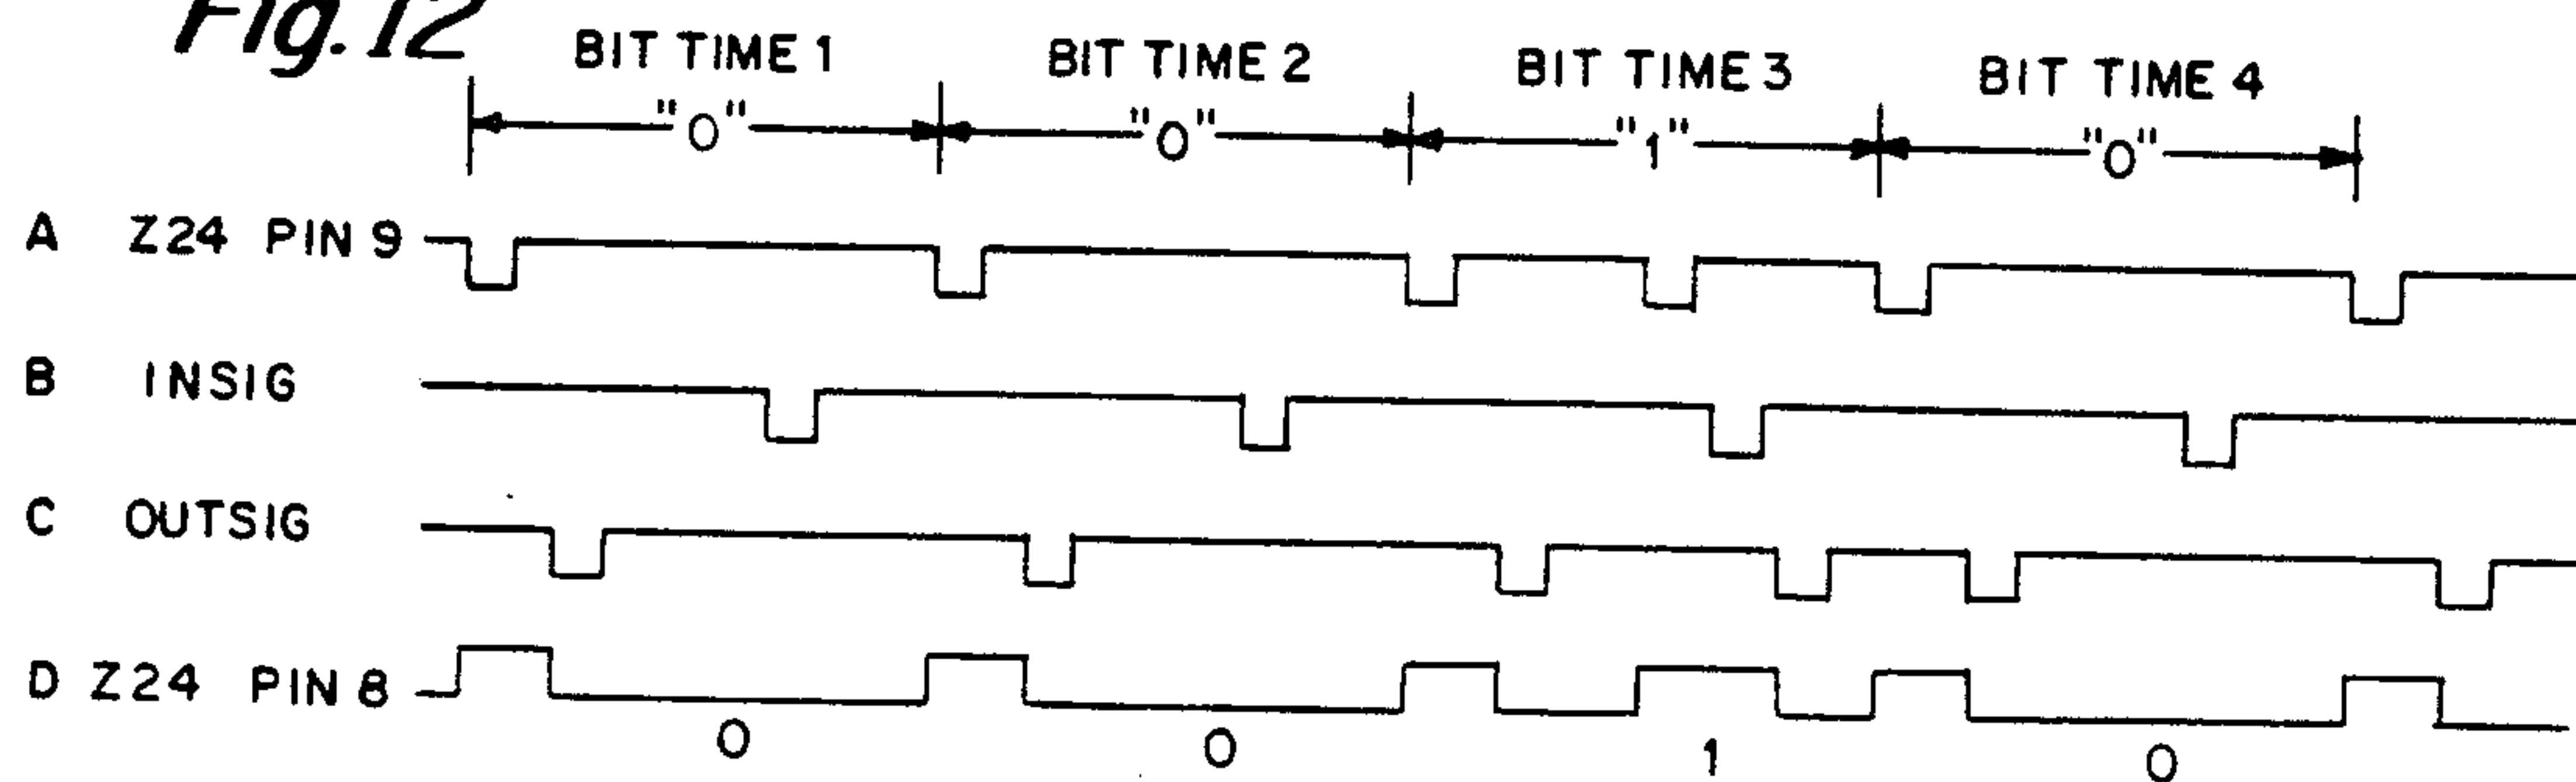 Fig. 12
BIT TIME 1 BIT TIME 2 BIT TIME 3 BIT TIME 4
"0" "0" "1" "0"
A Z24 PIN 9
B INSIG
C OUTSIG
D Z24 PIN 8
0 0 1 0